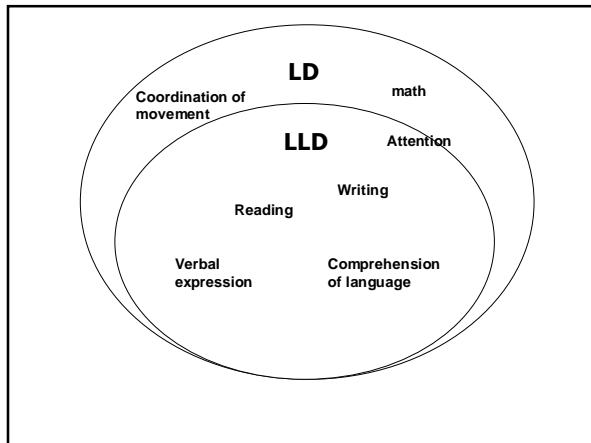 LD
Coordination of
movement
math
LLD
Attention
Writing
Reading
Verbal
expression
Comprehension
of language